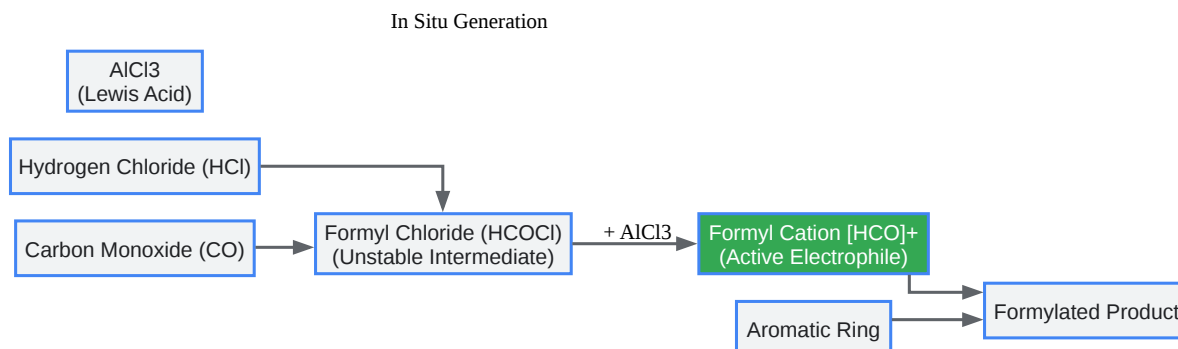 In Situ Generation
AlCl3
(Lewis Acid)
Hydrogen Chloride (HCl)
Carbon Monoxide (CO)
Formyl Chloride (HCOCl)
(Unstable Intermediate)
+ AlCl3
Formyl Cation [HCO]+
(Active Electrophile)
Aromatic Ring
Formylated Product